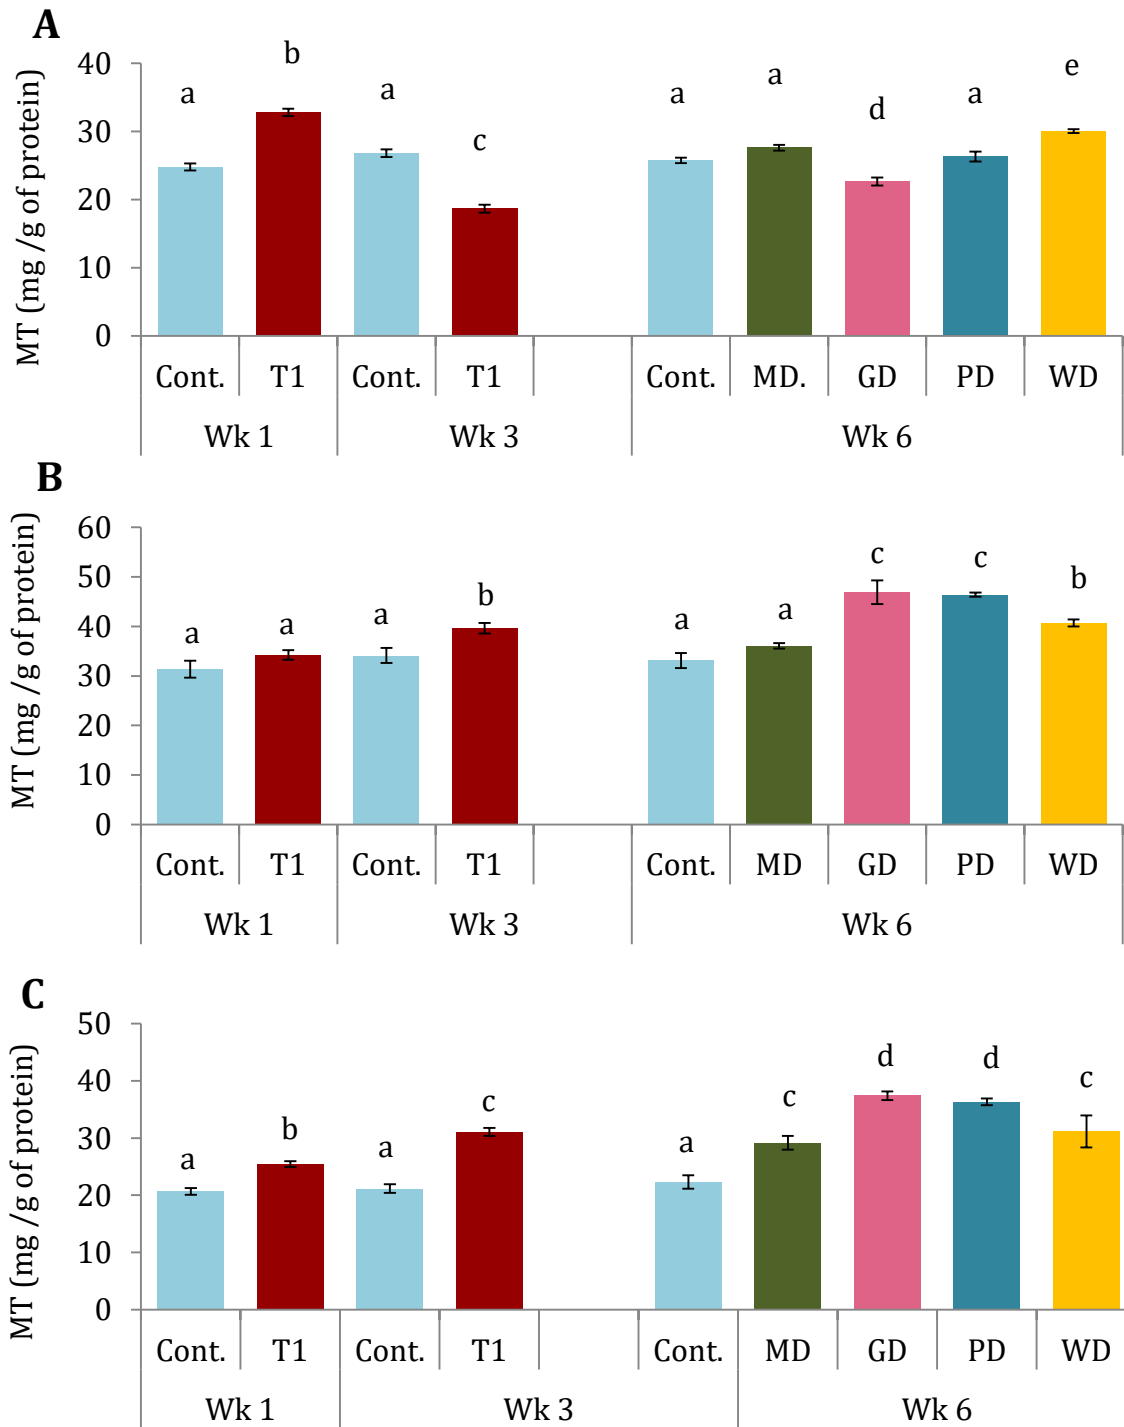 A
MT (mg /g of protein)
40
30
20
10
0
a
b
a
c
a
a
d
a
e
Cont. T1 Cont. T1 Cont. MD. GD PD WD
Wk 1 Wk 3 Wk 6
B
MT (mg /g of protein)
60
50
40
30
20
10
0
a
a
a
b
a
a
c
c
b
Cont. T1 Cont. T1 Cont. MD GD PD WD
Wk 1 Wk 3 Wk 6
C
MT (mg /g of protein)
50
40
30
20
10
0
a
b
a
c
a
c
d
d
c
Cont. T1 Cont. T1 Cont. MD GD PD WD
Wk 1 Wk 3 Wk 6